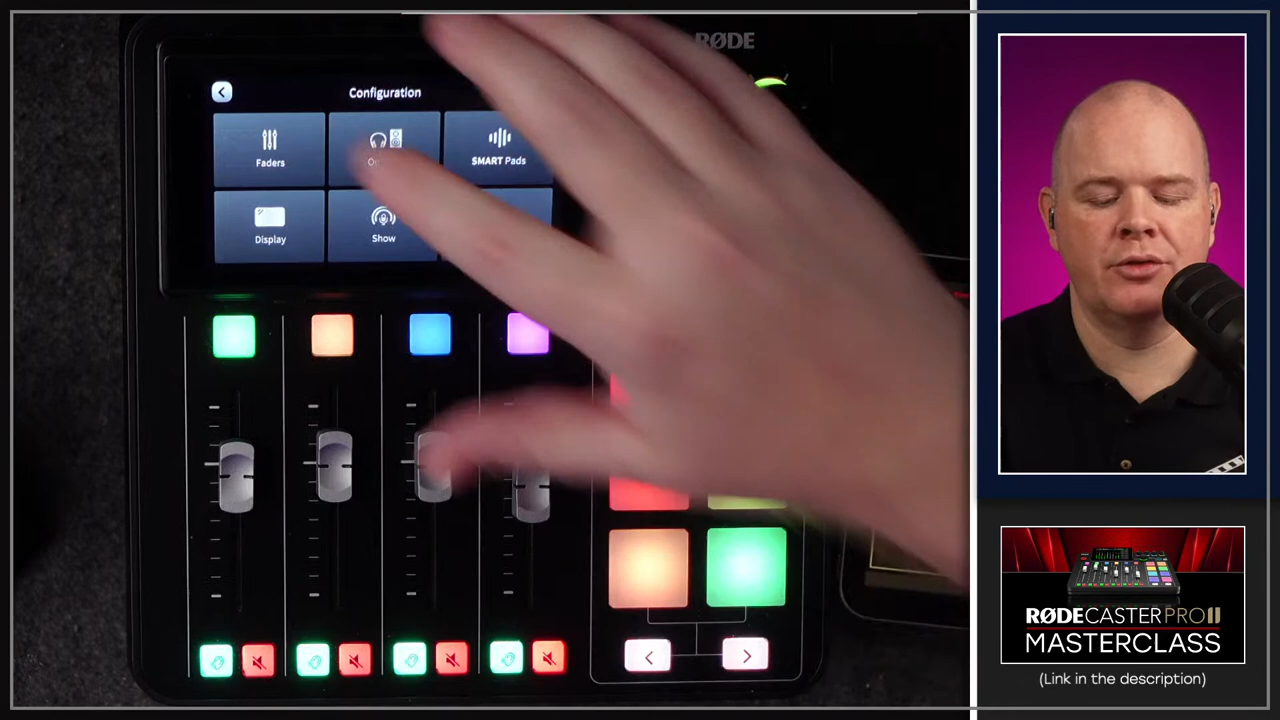 RØDE
Configuration
Faders
SMART Pads
Display
Show
RØDECASTER PRO II
MASTERCLASS
(Link in the description)